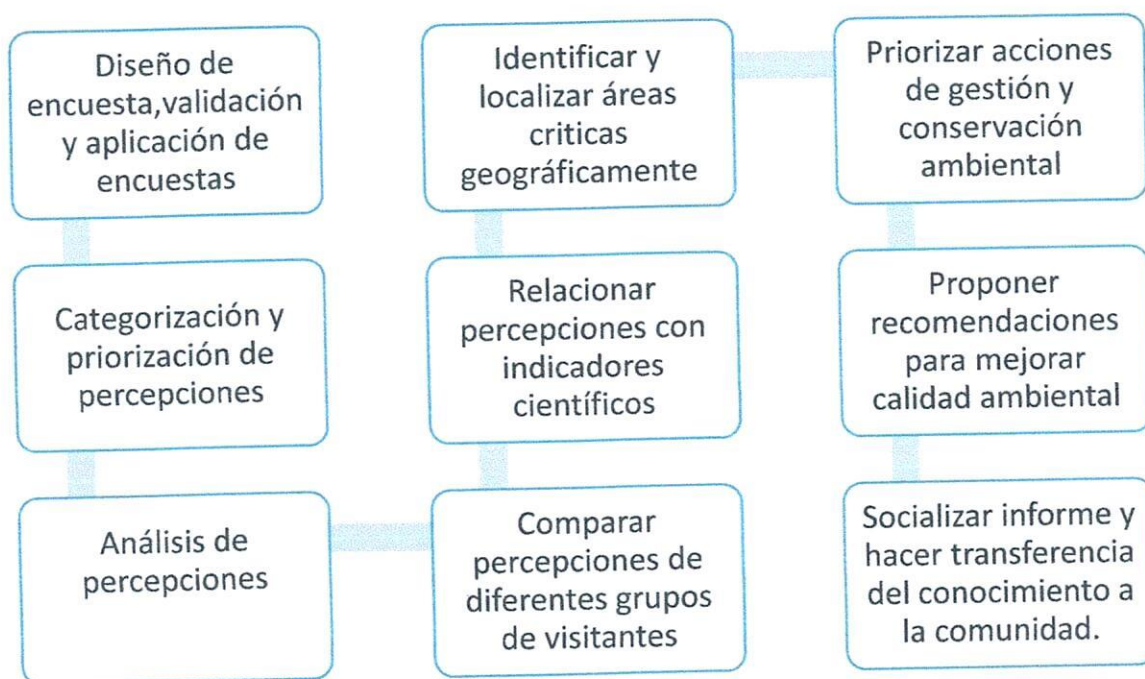 Diseño de
encuesta,validación
y aplicación de
encuestas
Categorización y
priorización de
percepciones
Análisis de
percepciones
Comparar
percepciones de
diferentes grupos
de visitantes
Relacionar
percepciones con
indicadores
científicos
Identificar y
localizar áreas
criticas
geográficamente
Priorizar acciones
de gestión y
conservación
ambiental
Proponer
recomendaciones
para mejorar
calidad ambiental
Socializar informe y
hacer transferencia
del conocimiento a
la comunidad.